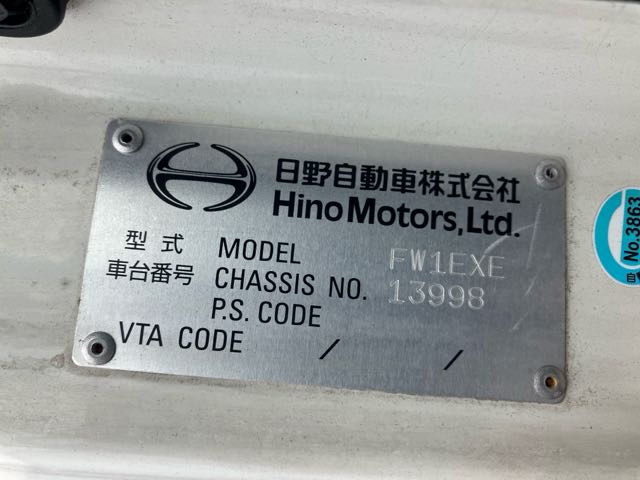 日野自動車株式会社
Hino Motors, Ltd.
型式 MODEL FW1EXE
車台番号 CHASSIS NO. 13998
P.S. CODE
VTA CODE / /
No.3863